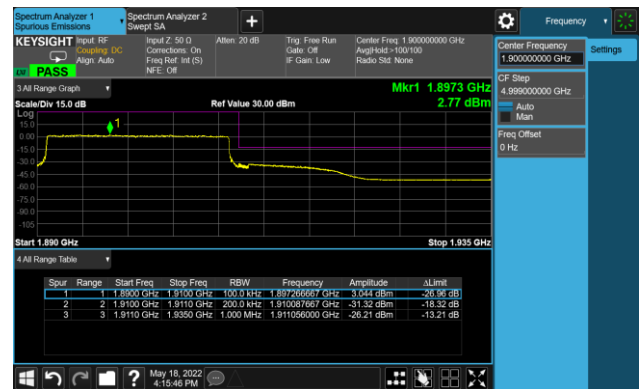 Spectrum Analyzer 1
Spurious Emissions
Spectrum Analyzer 2
Swept SA
Frequency
KEYSIGHT
Input: RF
Coupling: DC
Align: Auto
Input Z: 50 Ω
Corrections: On
Freq Ref: Int (S)
NFE: Off
Atten: 20 dB
Trig: Free Run
Gate: Off
IF Gain: Low
Center Freq: 1.900000000 GHz
Avg|Hold:>100/100
Radio Std: None
PASS
Center Frequency
1.900000000 GHz
Settings
CF Step
4.999000000 GHz
Auto
Man
Freq Offset
0 Hz
3 All Range Graph
Mkr1 1.8973 GHz
Scale/Div 15.0 dB
Ref Value 30.00 dBm
2.77 dBm
Log
15.0
0.00
-15.0
-30.0
-45.0
-60.0
-75.0
-90.0
-105
1
Start 1.890 GHz
Stop 1.935 GHz
4 All Range Table
Spur Range Start Freq Stop Freq RBW Frequency Amplitude ΔLimit
1 1 1.8900 GHz 1.9100 GHz 100.0 kHz 1.897266667 GHz 3.044 dBm -26.96 dB
2 2 1.9100 GHz 1.9110 GHz 200.0 kHz 1.910087667 GHz -31.32 dBm -18.32 dB
3 3 1.9110 GHz 1.9350 GHz 1.000 MHz 1.911056000 GHz -26.21 dBm -13.21 dB
May 18, 2022
4:15:46 PM